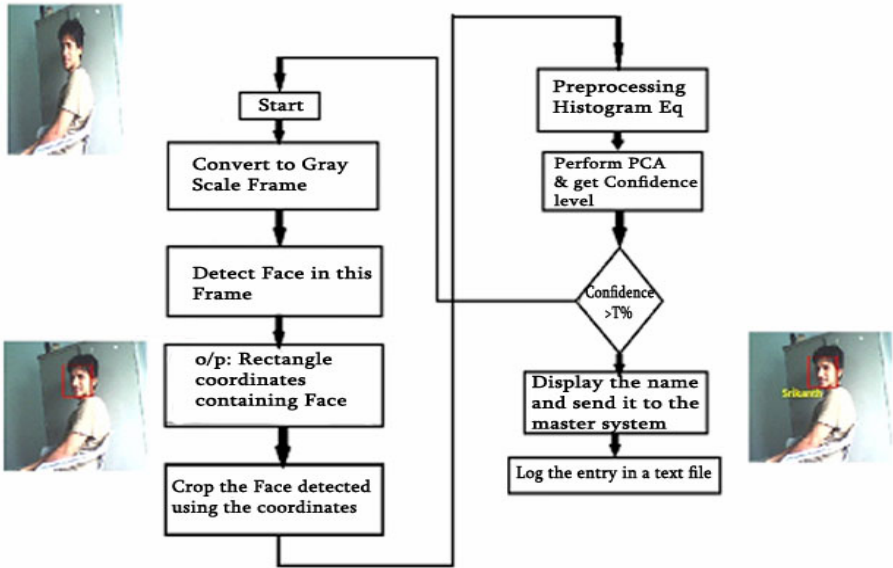 Start
Convert to Gray
Scale Frame
Detect Face in this
Frame
o/p: Rectangle
coordinates
containing Face
Crop the Face detected
using the coordinates
Preprocessing
Histogram Eq
Perform PCA
& get Confidence
level
Confidence
>T%
Display the name
and send it to the
master system
Log the entry in a text file
Srikanth